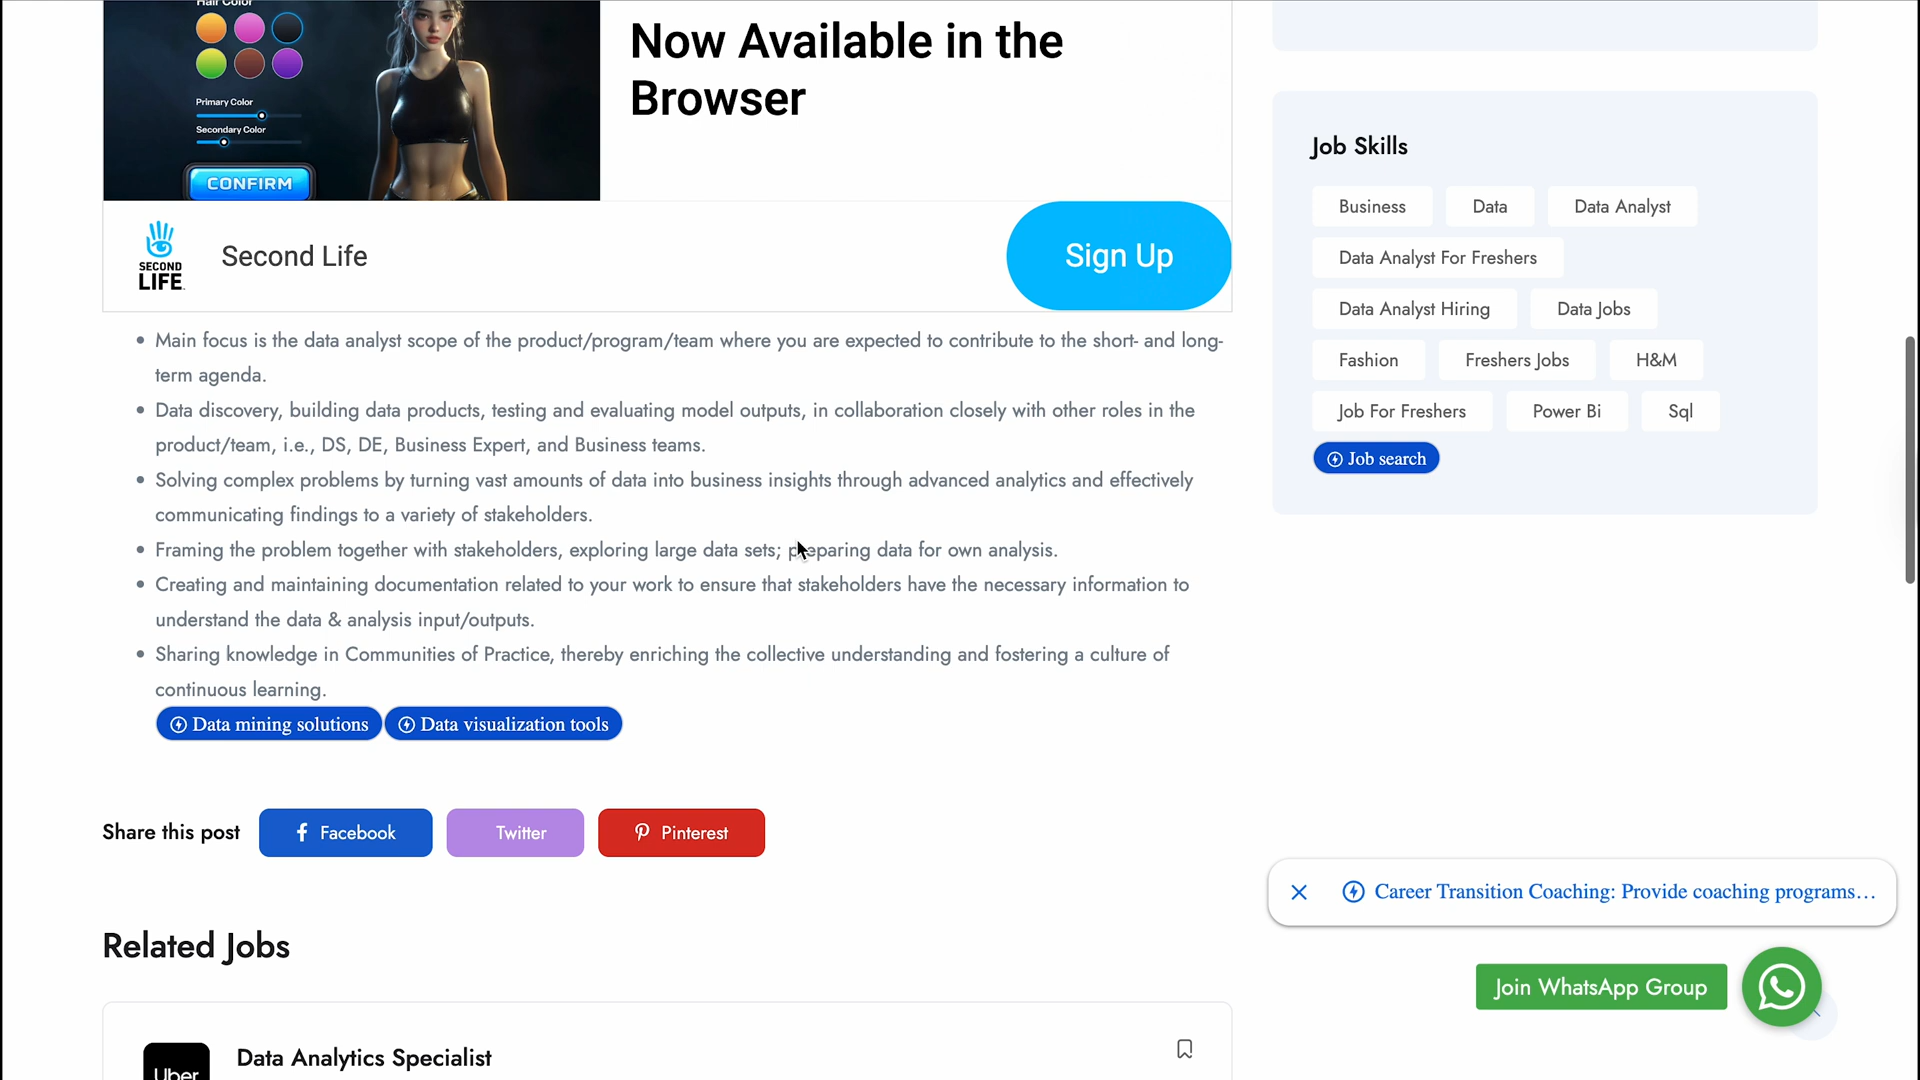 Hair Color
Primary Color
Secondary Color
CONFIRM
Now Available in the
Browser
SECOND
LIFE
Second Life
Sign Up
Main focus is the data analyst scope of the product/program/team where you are expected to contribute to the short- and long-
term agenda.
Data discovery, building data products, testing and evaluating model outputs, in collaboration closely with other roles in the
product/team, i.e., DS, DE, Business Expert, and Business teams.
Solving complex problems by turning vast amounts of data into business insights through advanced analytics and effectively
communicating findings to a variety of stakeholders.
Framing the problem together with stakeholders, exploring large data sets; preparing data for own analysis.
Creating and maintaining documentation related to your work to ensure that stakeholders have the necessary information to
understand the data & analysis input/outputs.
Sharing knowledge in Communities of Practice, thereby enriching the collective understanding and fostering a culture of
continuous learning.
Data mining solutions Data visualization tools
Share this post Facebook Twitter Pinterest
Related Jobs
Uber
Data Analytics Specialist
Job Skills
Business Data Data Analyst
Data Analyst For Freshers
Data Analyst Hiring Data Jobs
Fashion Freshers Jobs H&M
Job For Freshers Power Bi Sql
Job search
Career Transition Coaching: Provide coaching programs…
Join WhatsApp Group